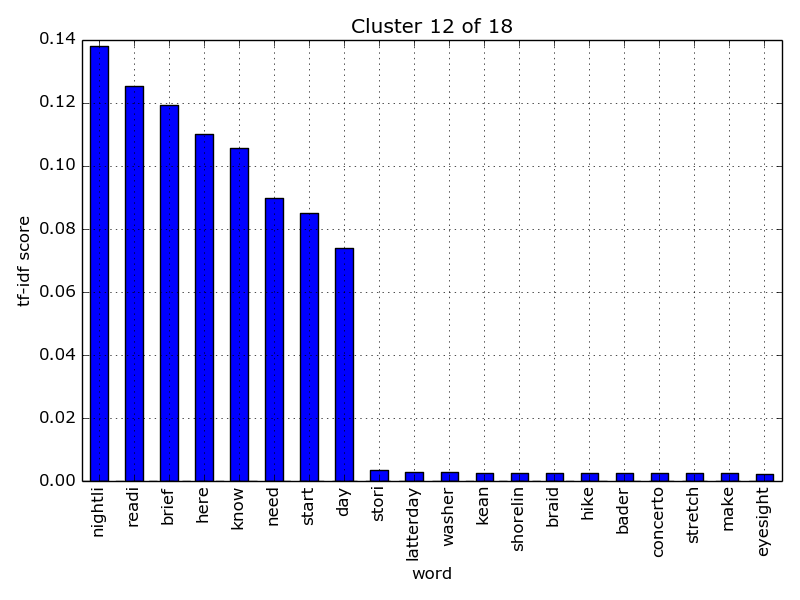 Cluster 12 of 18
0.14
0.12
0.10
0.08
0.06
0.04
0.02
0.00
tf-idf score
nightli
readi
brief
here
know
need
start
day
stori
latterday
washer
kean
shorelin
braid
hike
bader
concerto
stretch
make
eyesight
word